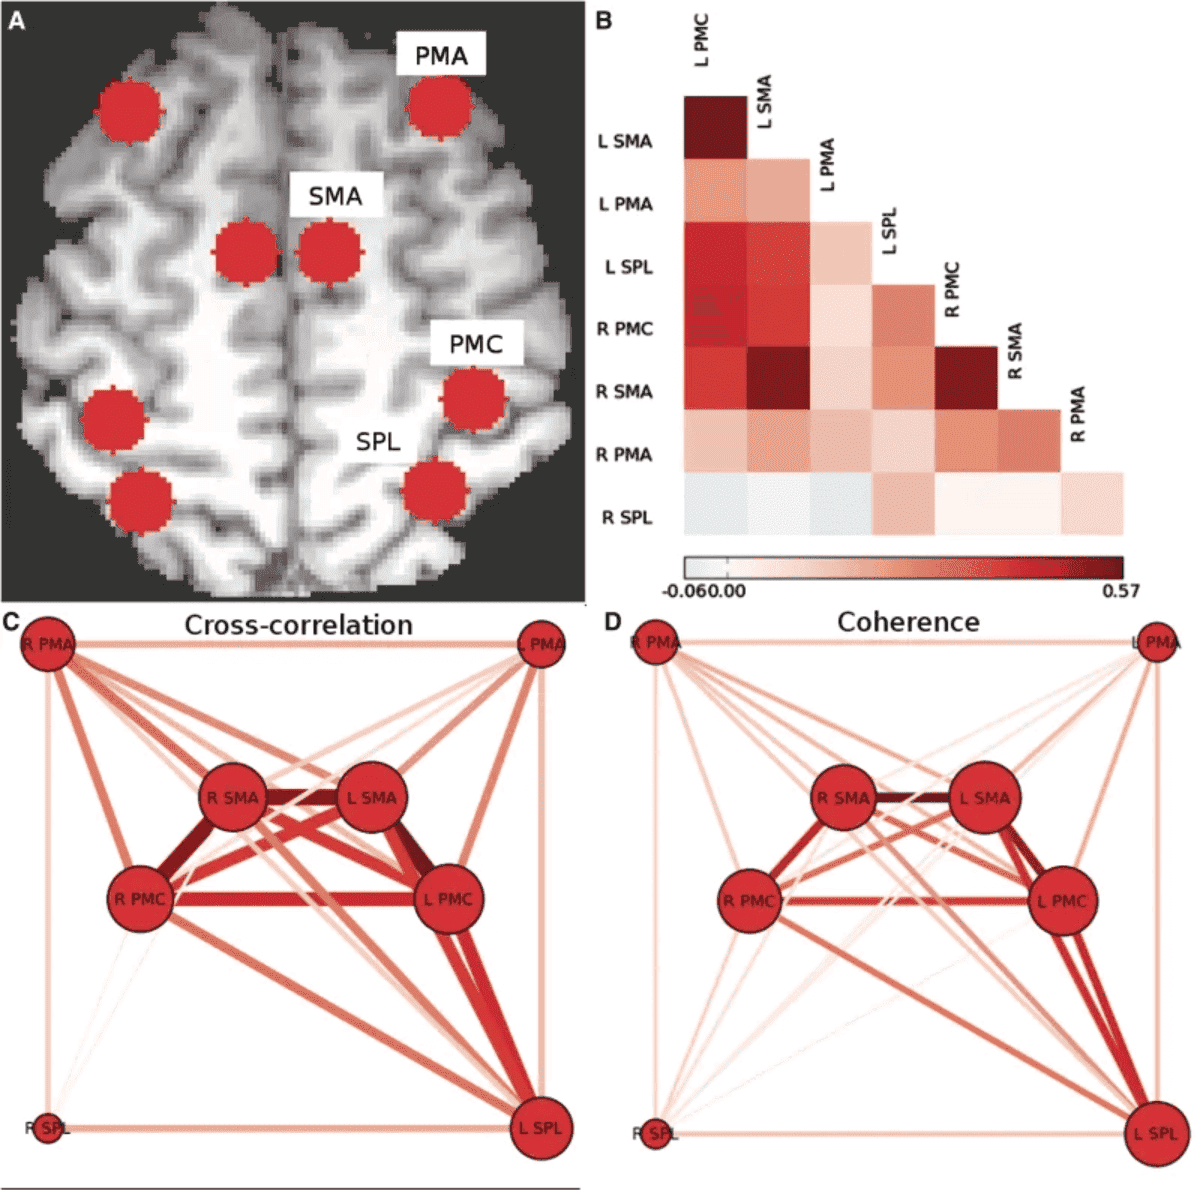 A
PMA
SMA
PMC
SPL
B
L PMC
L SMA
L PMA
L SPL
R PMC
R SMA
R PMA
L SMA
L PMA
L SPL
R PMC
R SMA
R PMA
R SPL
-0.060.00
0.57
C
Cross-correlation
R PMA
L PMA
R SMA
L SMA
R PMC
L PMC
R SPL
L SPL
D
Coherence
R PMA
L PMA
R SMA
L SMA
R PMC
L PMC
R SPL
L SPL